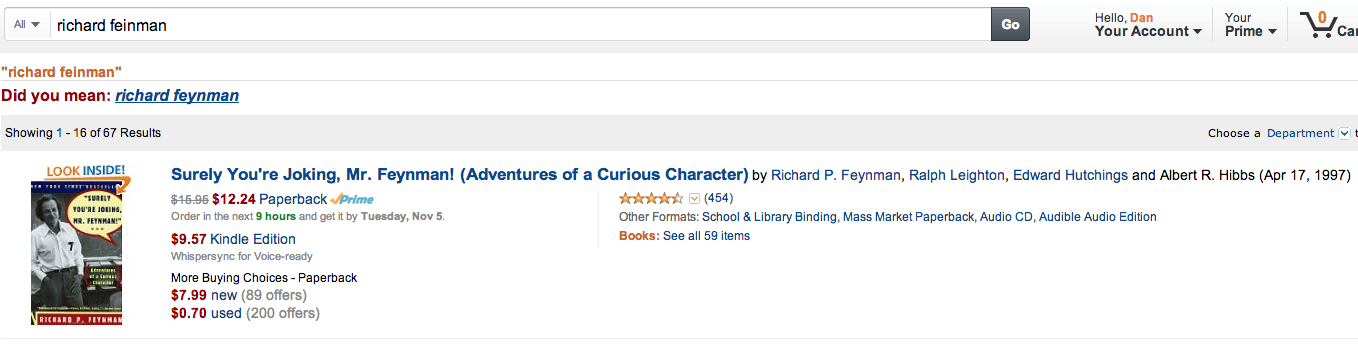 All
richard feinman
Go
Hello, Dan
Your Account
Your
Prime
0
Car
"richard feinman"
Did you mean: richard feynman
Showing 1 - 16 of 67 Results
Choose a Department t
LOOK INSIDE!
"SURELY
YOU'RE JOKING,
MR. FEYNMAN!"
Adventures
of a Curious
Character
RICHARD P. FEYNMAN
Surely You're Joking, Mr. Feynman! (Adventures of a Curious Character) by Richard P. Feynman, Ralph Leighton, Edward Hutchings and Albert R. Hibbs (Apr 17, 1997)
$15.95 $12.24 Paperback Prime
Order in the next 9 hours and get it by Tuesday, Nov 5.
$9.57 Kindle Edition
Whispersync for Voice-ready
More Buying Choices - Paperback
$7.99 new (89 offers)
$0.70 used (200 offers)
(454)
Other Formats: School & Library Binding, Mass Market Paperback, Audio CD, Audible Audio Edition
Books: See all 59 items